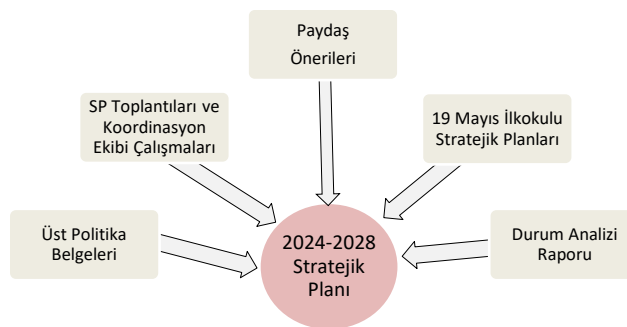 Paydaş
Önerileri
SP Toplantıları ve
Koordinasyon
Ekibi Çalışmaları
19 Mayıs İlkokulu
Stratejik Planları
Üst Politika
Belgeleri
2024-2028
Stratejik
Planı
Durum Analizi
Raporu